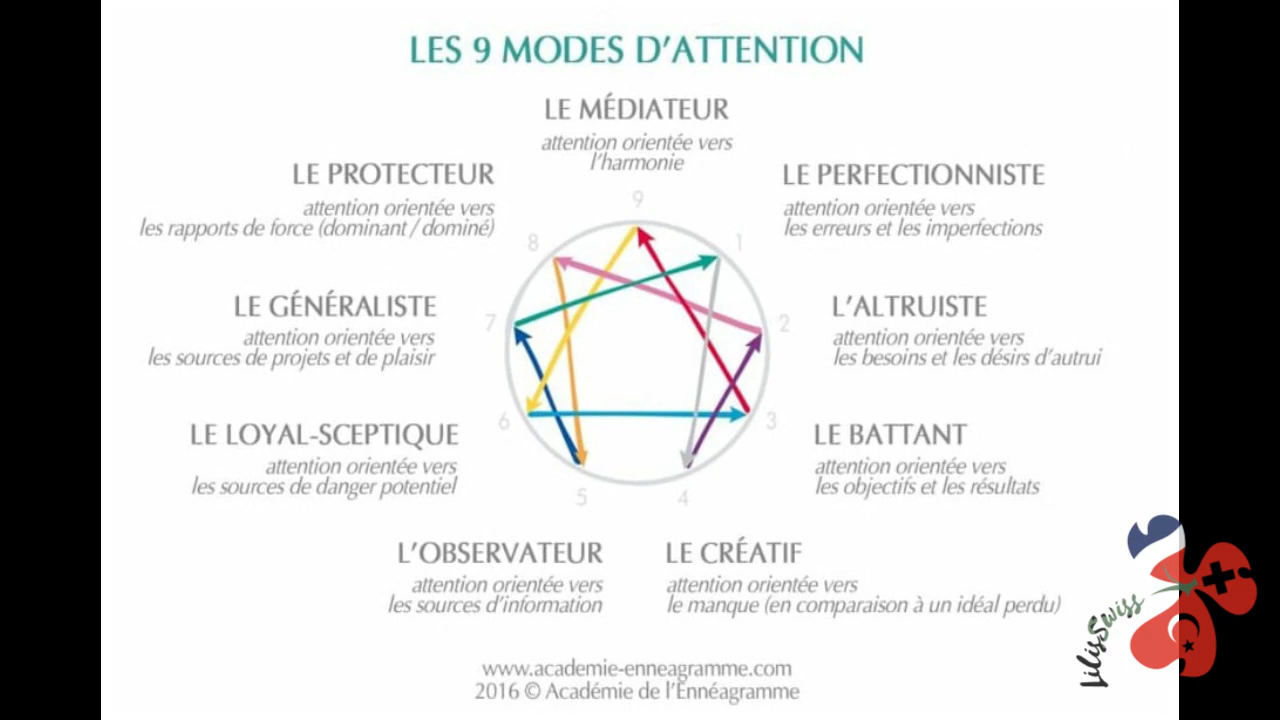 LES 9 MODES D'ATTENTION
LE MÉDIATEUR
attention orientée vers
l'harmonie
LE PROTECTEUR
attention orientée vers
les rapports de force (dominant / dominé)
LE PERFECTIONNISTE
attention orientée vers
les erreurs et les imperfections
9
8
1
LE GÉNÉRALISTE
attention orientée vers
les sources de projets et de plaisir
7
2
L'ALTRUISTE
attention orientée vers
les besoins et les désirs d'autrui
LE LOYAL-SCEPTIQUE
attention orientée vers
les sources de danger potentiel
6
3
LE BATTANT
attention orientée vers
les objectifs et les résultats
5
4
L'OBSERVATEUR
attention orientée vers
les sources d'information
LE CRÉATIF
attention orientée vers
le manque (en comparaison à un idéal perdu)
www.academie-enneagramme.com
2016 © Académie de l'Ennéagramme
LilisSwiss